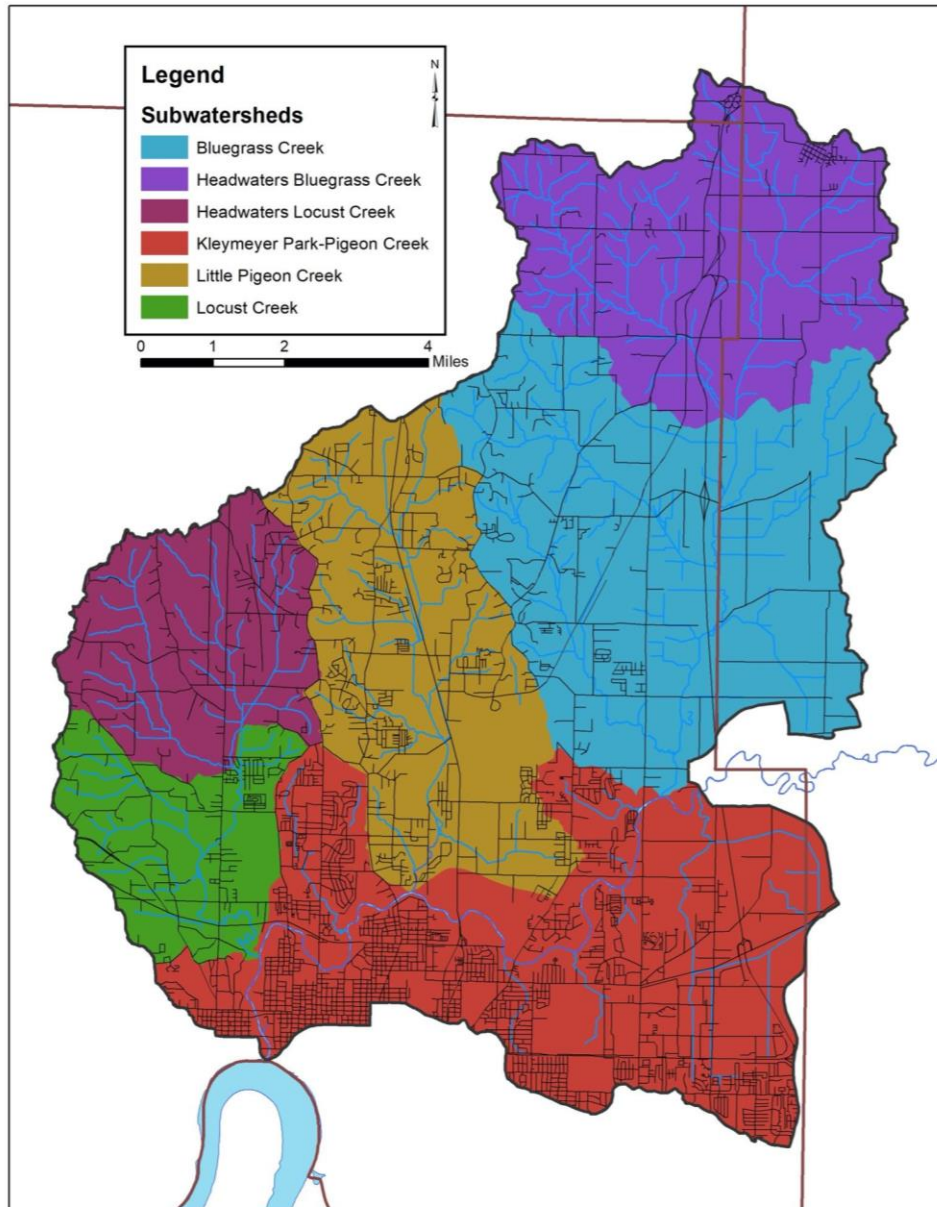 Legend
N
Subwatersheds
Bluegrass Creek
Headwaters Bluegrass Creek
Headwaters Locust Creek
Kleymeyer Park-Pigeon Creek
Little Pigeon Creek
Locust Creek
0 1 2 4
Miles